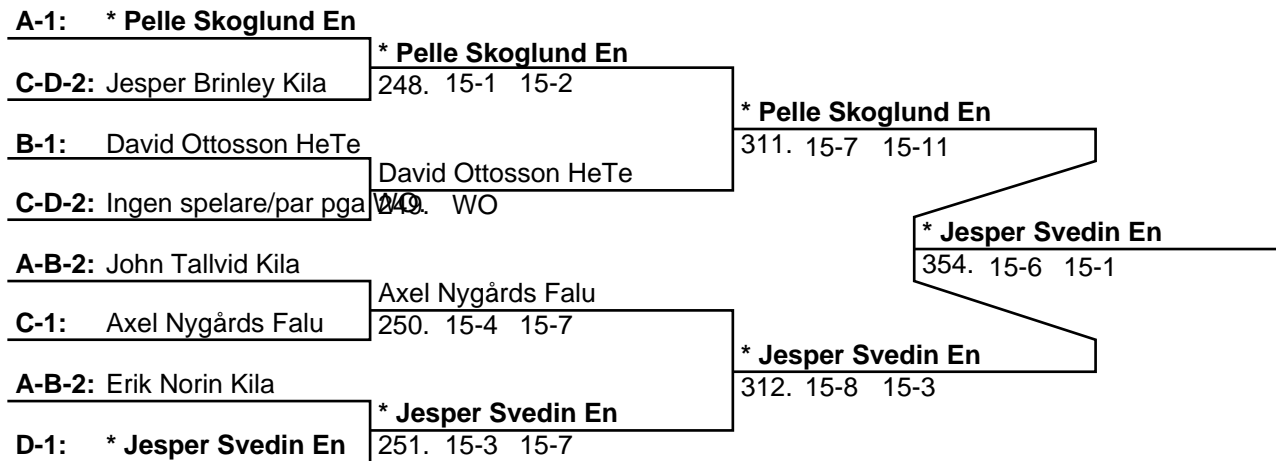 A-1: * Pelle Skoglund En
* Pelle Skoglund En
C-D-2: Jesper Brinley Kila
248. 15-1 15-2
* Pelle Skoglund En
B-1: David Ottosson HeTe
311. 15-7 15-11
David Ottosson HeTe
C-D-2: Ingen spelare/par pga WO.
249. WO
* Jesper Svedin En
A-B-2: John Tallvid Kila
354. 15-6 15-1
Axel Nygårds Falu
C-1: Axel Nygårds Falu
250. 15-4 15-7
* Jesper Svedin En
A-B-2: Erik Norin Kila
312. 15-8 15-3
* Jesper Svedin En
D-1: * Jesper Svedin En
251. 15-3 15-7